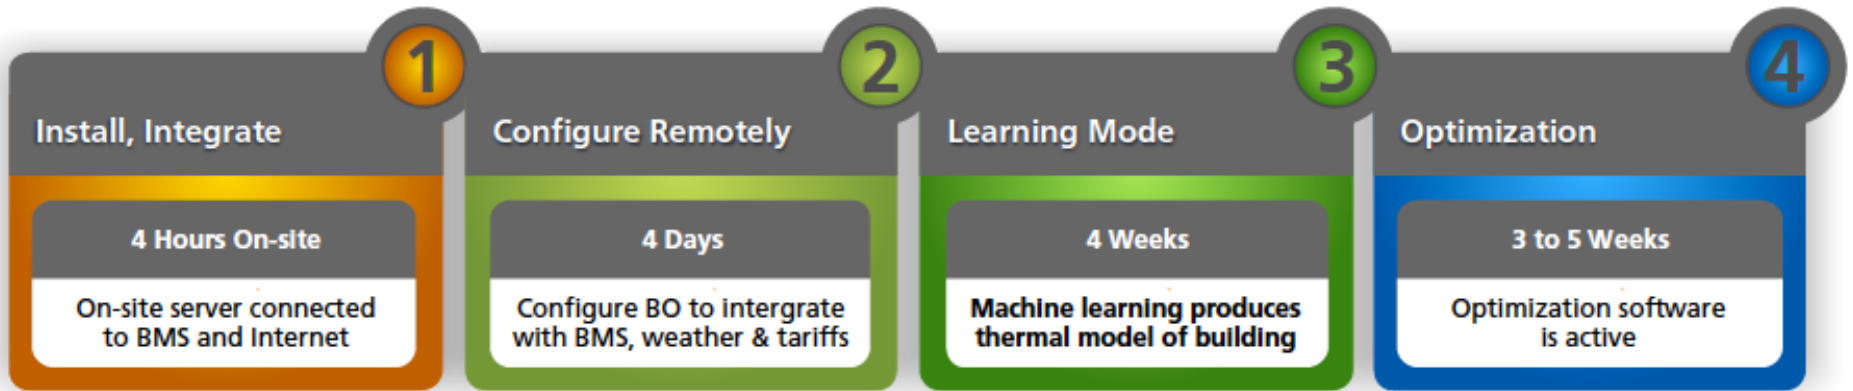 1
Install, Integrate
4 Hours On-site
On-site server connected
to BMS and Internet
2
Configure Remotely
4 Days
Configure BO to intergrate
with BMS, weather & tariffs
3
Learning Mode
4 Weeks
Machine learning produces
thermal model of building
4
Optimization
3 to 5 Weeks
Optimization software
is active